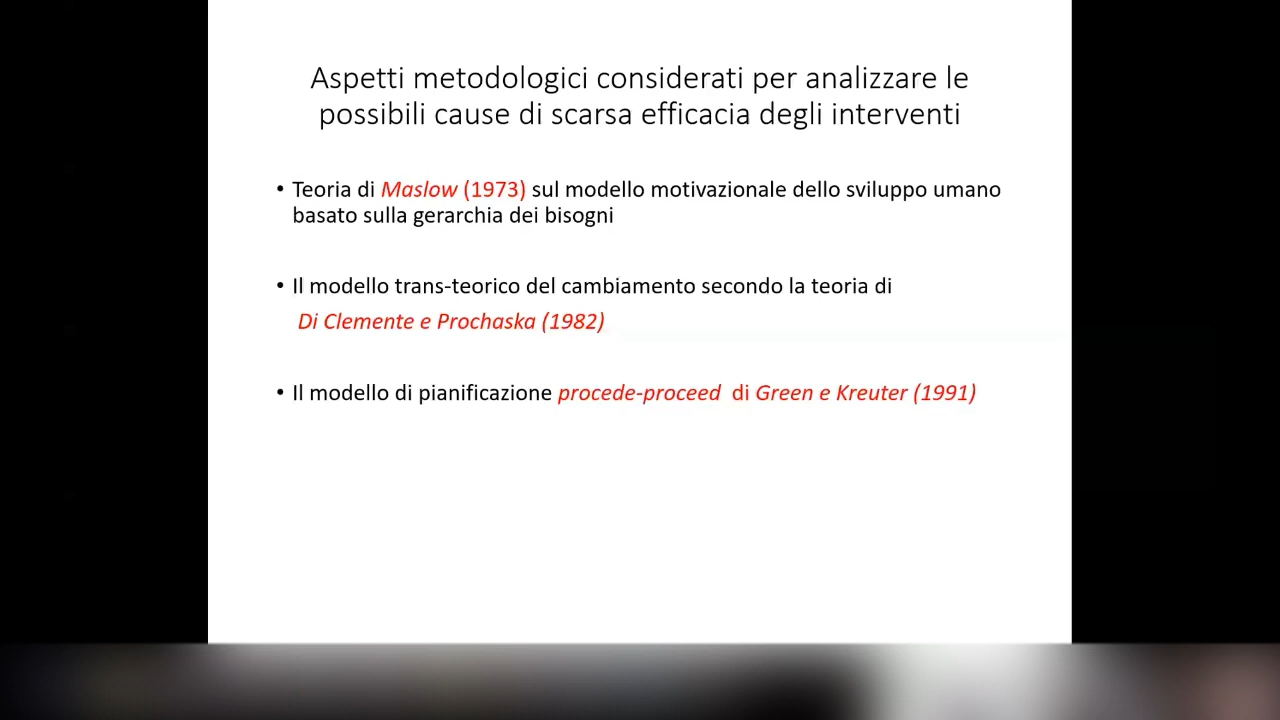 Aspetti metodologici considerati per analizzare le
possibili cause di scarsa efficacia degli interventi
• Teoria di Maslow (1973) sul modello motivazionale dello sviluppo umano
basato sulla gerarchia dei bisogni
• Il modello trans-teorico del cambiamento secondo la teoria di
Di Clemente e Prochaska (1982)
• Il modello di pianificazione procede-proceed di Green e Kreuter (1991)